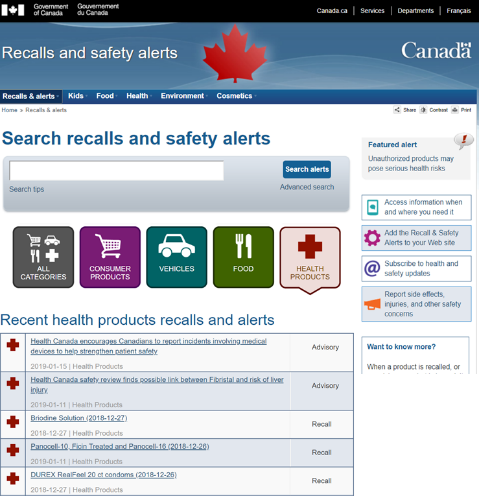 Government of Canada
Gouvernement du Canada
Canada.ca | Services | Departments | Français
Recalls and safety alerts
Canada
Recalls & alerts Kids Food Health Environment Cosmetics
Home » Recalls & alerts
Share Contrast Print
Search recalls and safety alerts
Search alerts
Search tips
Advanced search
Featured alert
Unauthorized products may
pose serious health risks
Access information when
and where you need it
Add the Recall & Safety
Alerts to your Web site
Subscribe to health and
safety updates
Report side effects,
injuries, and other safety
concerns
Want to know more?
When a product is recalled, or
ALL
CATEGORIES
CONSUMER
PRODUCTS
VEHICLES
FOOD
HEALTH
PRODUCTS
Recent health products recalls and alerts
Health Canada encourages Canadians to report incidents involving medical
devices to help strengthen patient safety
2019-01-15 | Health Products
Advisory
Health Canada safety review finds possible link between Fibristal and risk of liver
injury
2019-01-11 | Health Products
Advisory
Briodine Solution (2018-12-27)
2018-12-27 | Health Products
Recall
Panocell-10, Ficin Treated and Panocell-16 (2018-12-28)
2019-01-11 | Health Products
Recall
DUREX RealFeel 20 ct condoms (2018-12-26)
2018-12-27 | Health Products
Recall